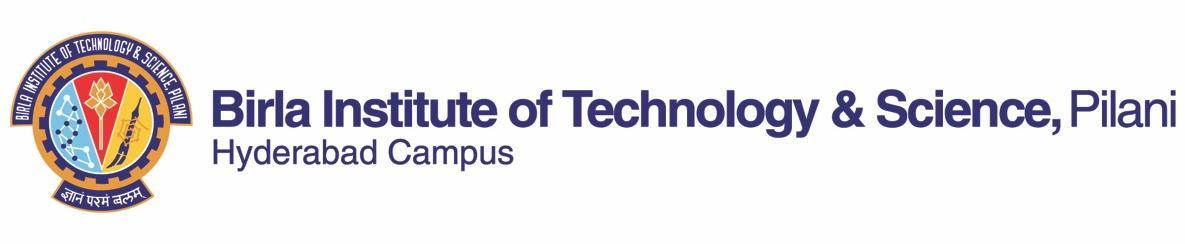 BIRLA INSTITUTE OF TECHNOLOGY & SCIENCE, PILANI
ज्ञानं परमं बलम्
Birla Institute of Technology & Science, Pilani
Hyderabad Campus